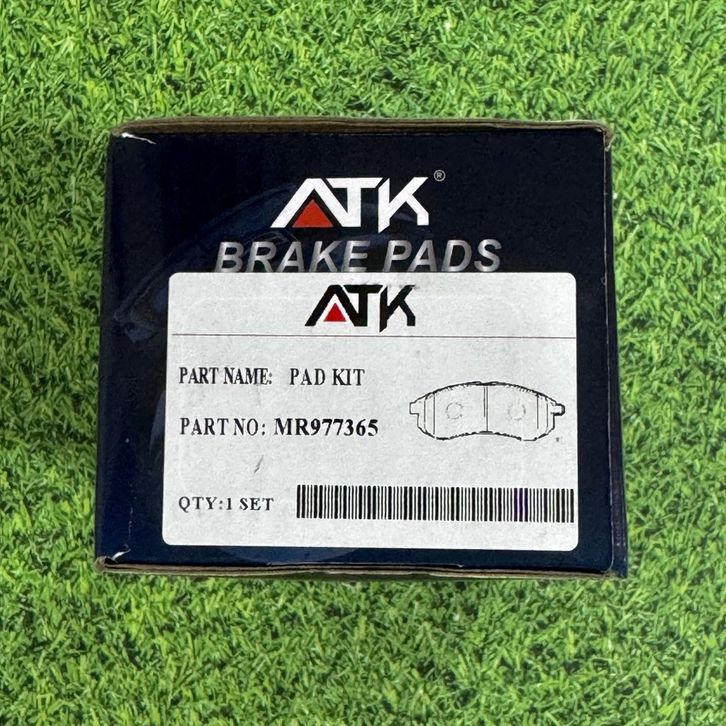 ATK®
BRAKE PADS
ATK
PART NAME: PAD KIT
PART NO: MR977365
QTY:1 SET